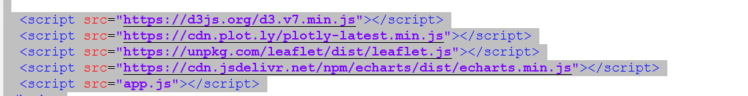 <script src="https://d3js.org/d3.v7.min.js"></script>
<script src="https://cdn.plot.ly/plotly-latest.min.js"></script>
<script src="https://unpkg.com/leaflet/dist/leaflet.js"></script>
<script src="https://cdn.jsdelivr.net/npm/echarts/dist/echarts.min.js"></script>
<script src="app.js"></script>